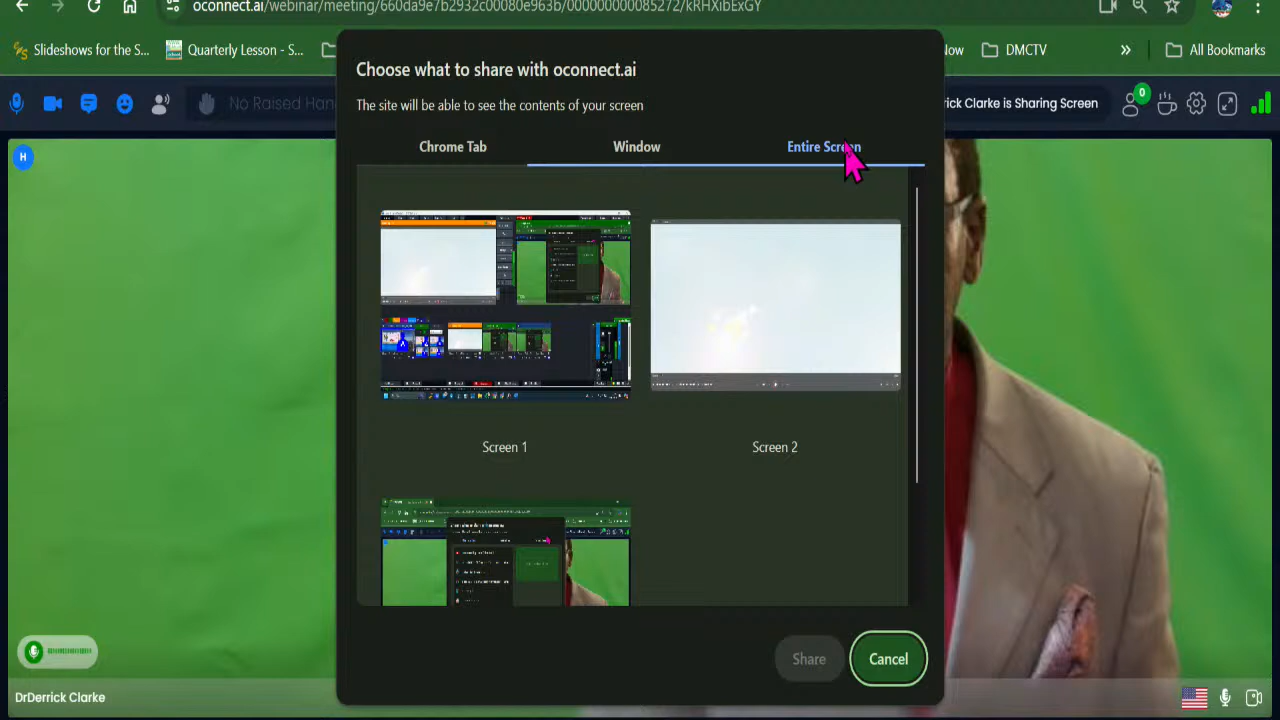 oconnect.ai/webinar/meeting/660da9e7b2932c00080e963b/000000000085272/kRHXibExGY
Slideshows for the S...
Quarterly Lesson - S...
Now
DMCTV
All Bookmarks
Choose what to share with oconnect.ai
The site will be able to see the contents of your screen
No Raised Han
rick Clarke is Sharing Screen
0
Chrome Tab
Window
Entire Screen
H
Screen 1
Screen 2
Share
Cancel
DrDerrick Clarke